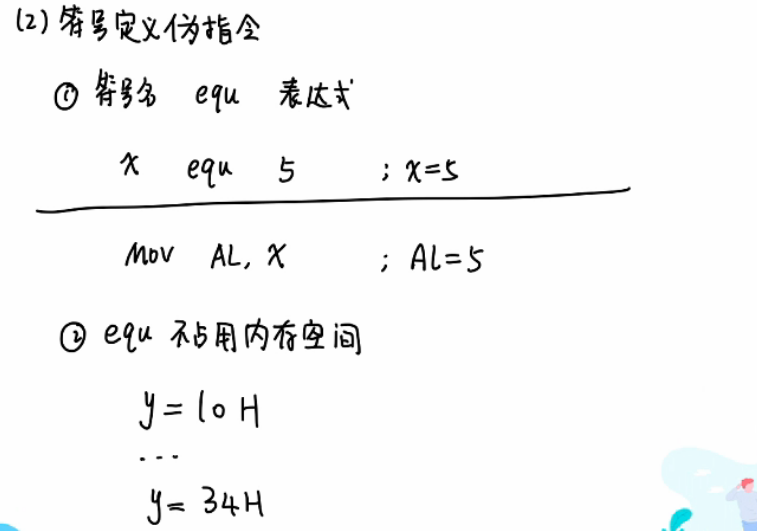 (2) 符号定义伪指令
① 符号名 equ 表达式
x equ 5 ; x=5
Mov AL, X ; AL=5
② equ 不占用内存空间
y = 10 H
...
y = 34H